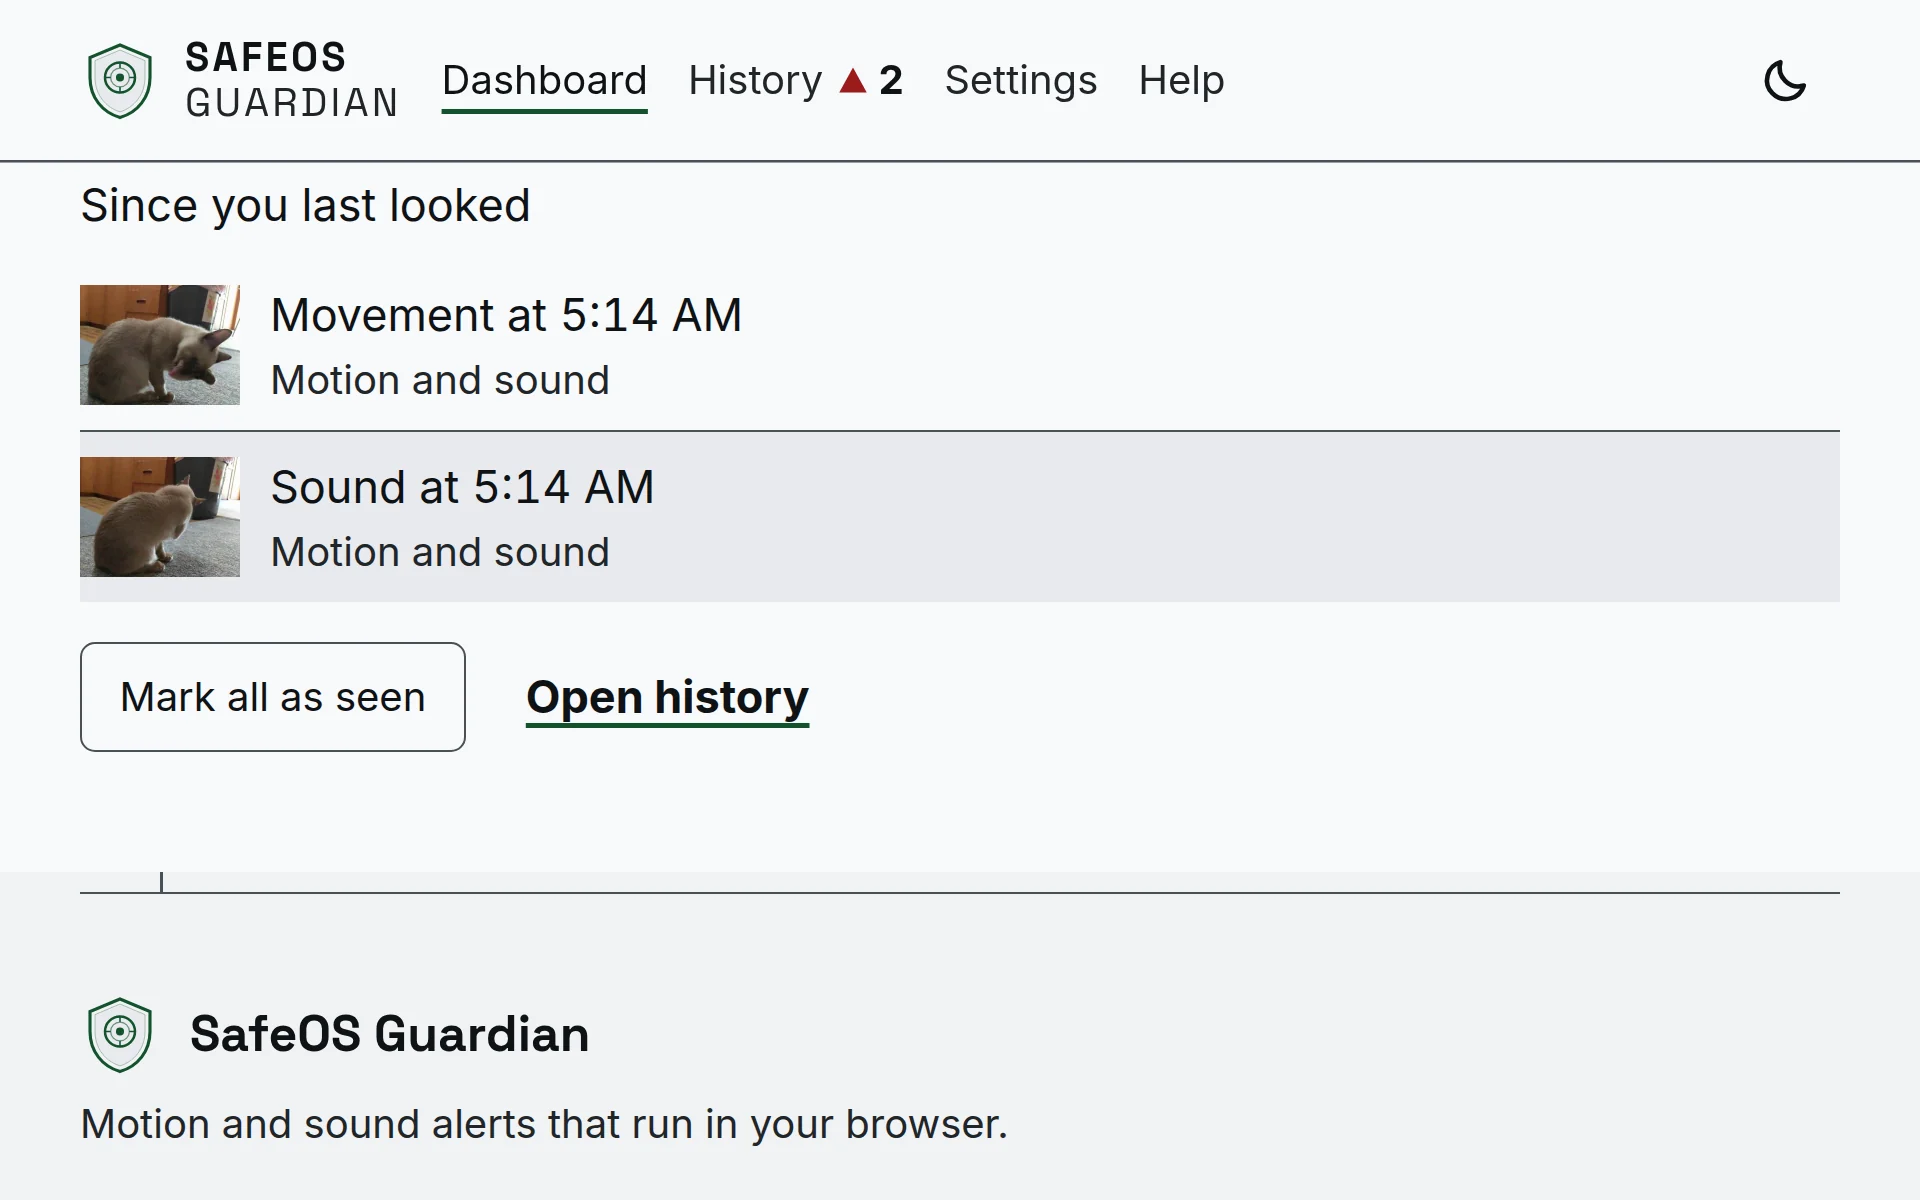 SAFEOS
GUARDIAN
Dashboard History 2 Settings Help
Since you last looked
Movement at 5:14 AM
Motion and sound
Sound at 5:14 AM
Motion and sound
Mark all as seen Open history
SafeOS Guardian
Motion and sound alerts that run in your browser.